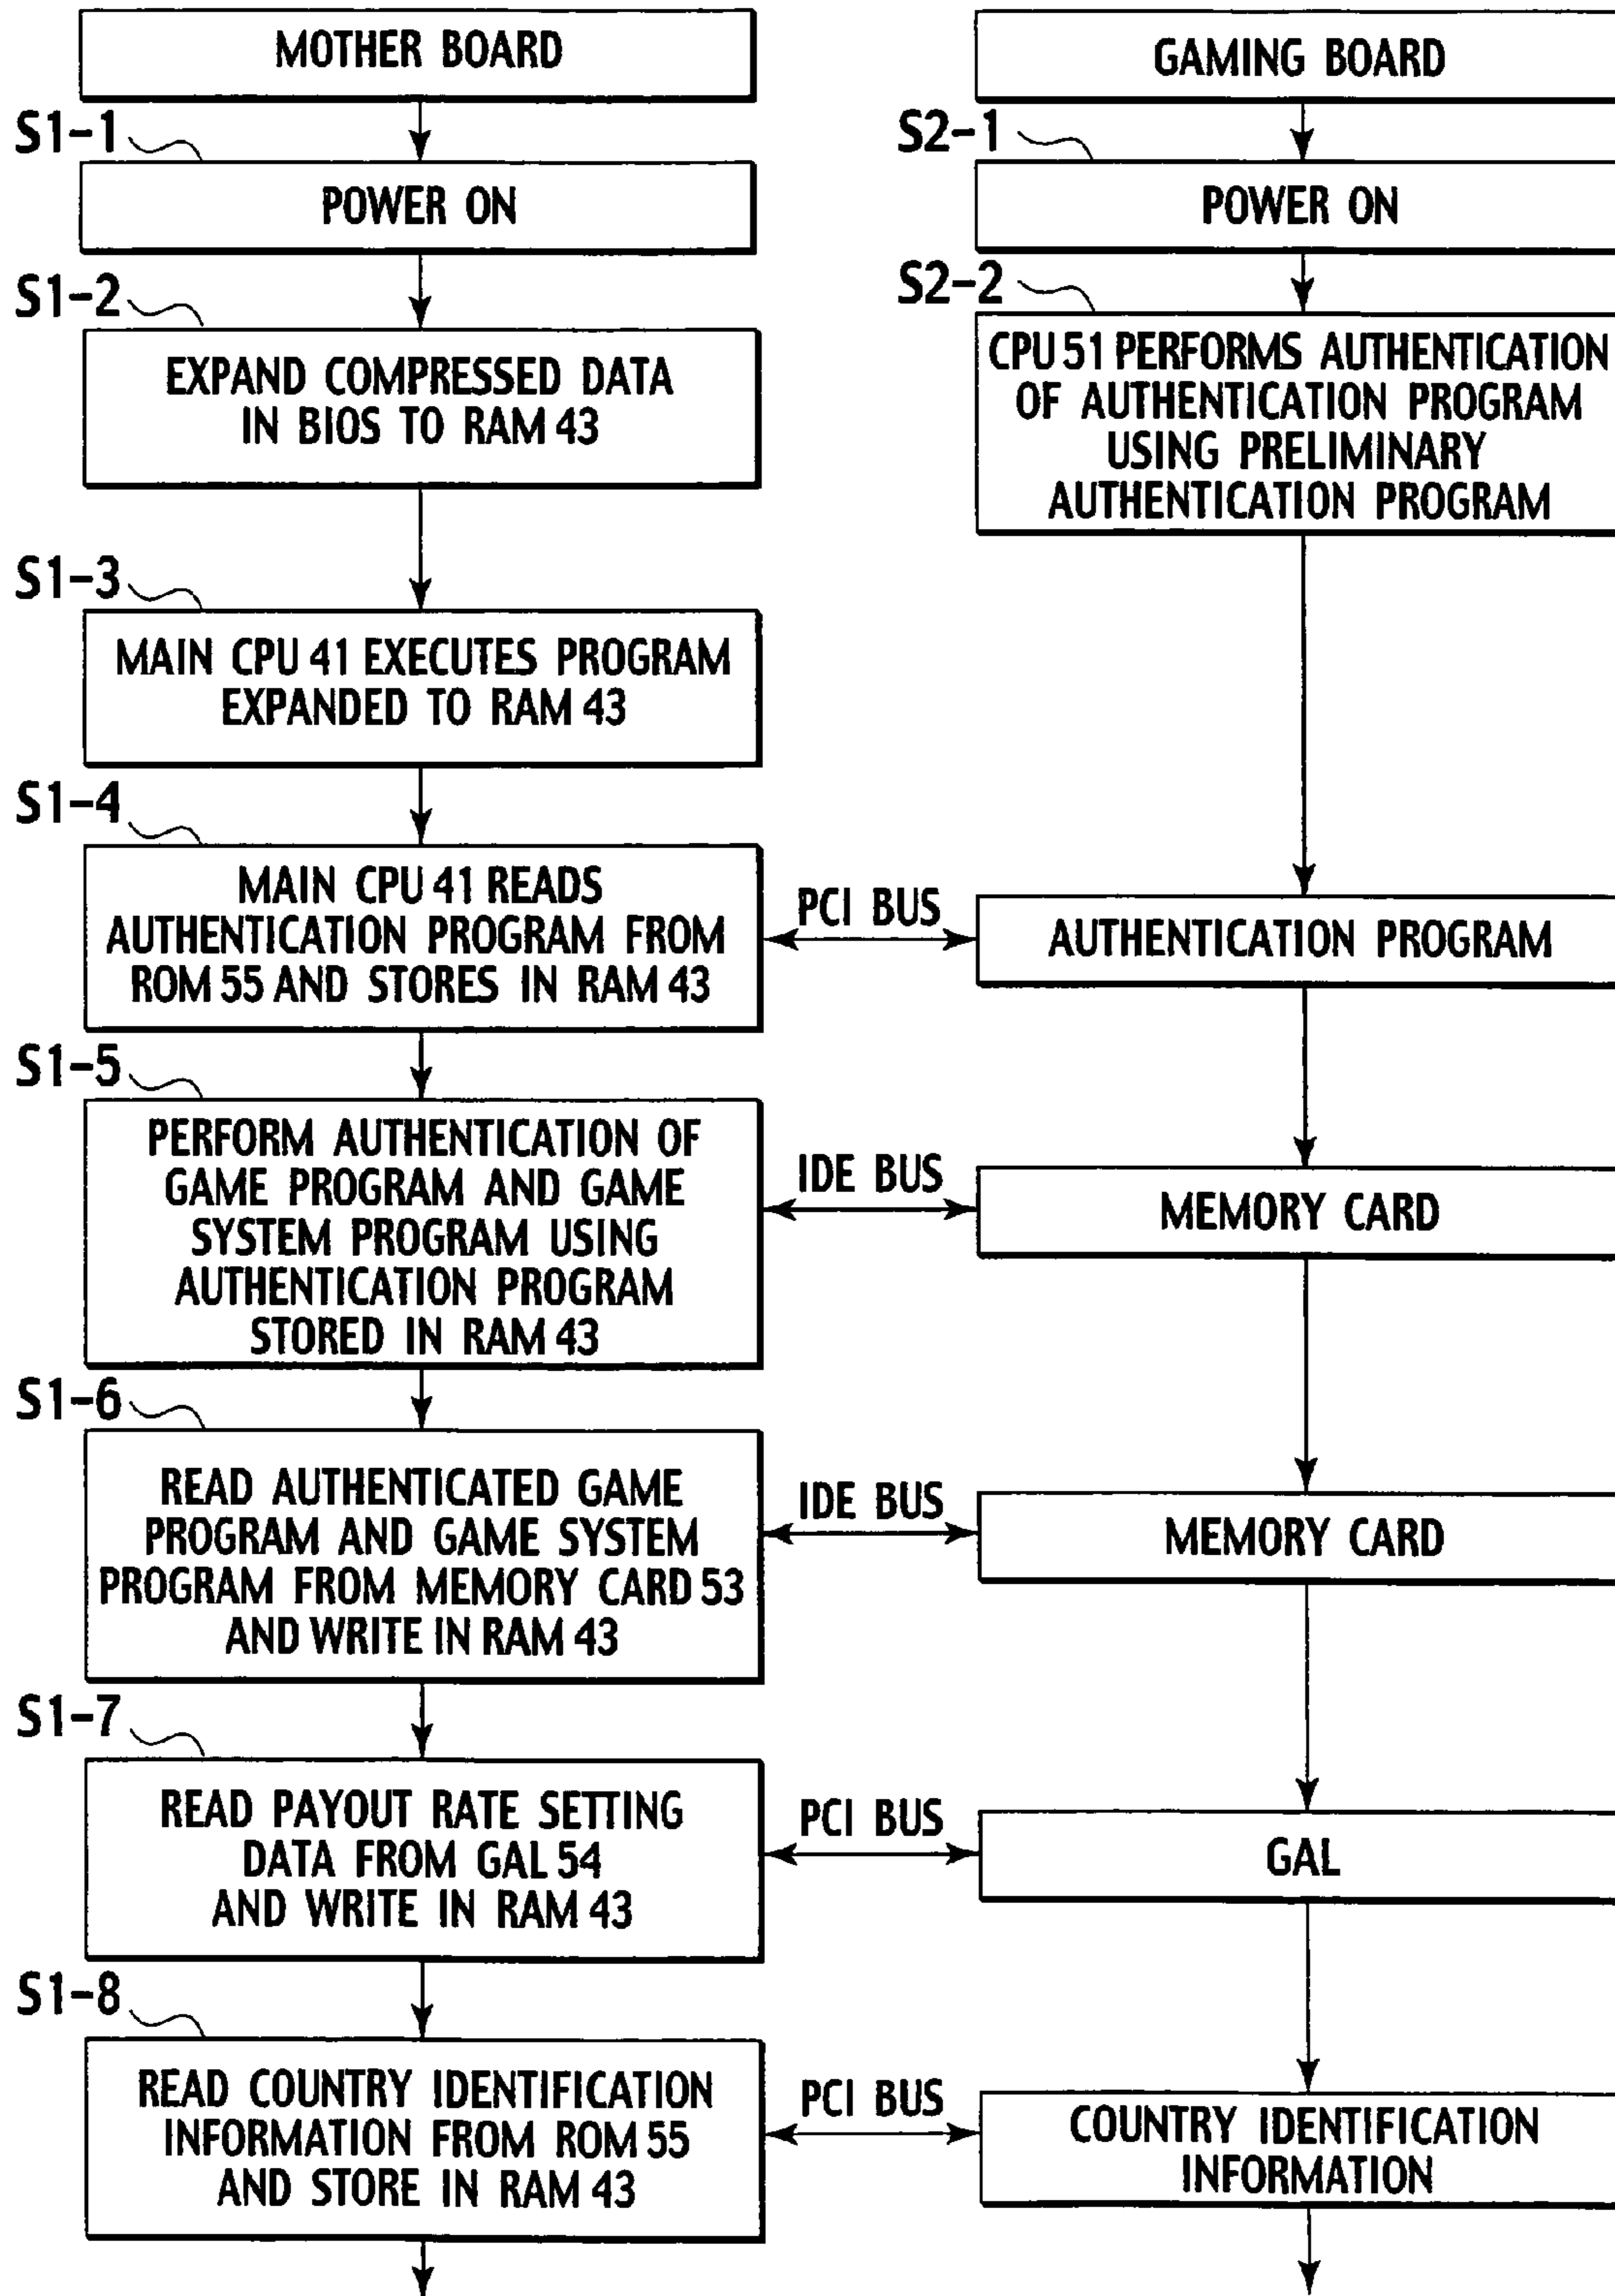 MOTHER BOARD
GAMING BOARD
S1-1
POWER ON
S2-1
POWER ON
S1-2
EXPAND COMPRESSED DATA
IN BIOS TO RAM 43
S2-2
CPU 51 PERFORMS AUTHENTICATION
OF AUTHENTICATION PROGRAM
USING PRELIMINARY
AUTHENTICATION PROGRAM
S1-3
MAIN CPU 41 EXECUTES PROGRAM
EXPANDED TO RAM 43
S1-4
MAIN CPU 41 READS
AUTHENTICATION PROGRAM FROM
ROM 55 AND STORES IN RAM 43
PCI BUS
AUTHENTICATION PROGRAM
S1-5
PERFORM AUTHENTICATION OF
GAME PROGRAM AND GAME
SYSTEM PROGRAM USING
AUTHENTICATION PROGRAM
STORED IN RAM 43
IDE BUS
MEMORY CARD
S1-6
READ AUTHENTICATED GAME
PROGRAM AND GAME SYSTEM
PROGRAM FROM MEMORY CARD 53
AND WRITE IN RAM 43
IDE BUS
MEMORY CARD
S1-7
READ PAYOUT RATE SETTING
DATA FROM GAL 54
AND WRITE IN RAM 43
PCI BUS
GAL
S1-8
READ COUNTRY IDENTIFICATION
INFORMATION FROM ROM 55
AND STORE IN RAM 43
PCI BUS
COUNTRY IDENTIFICATION
INFORMATION